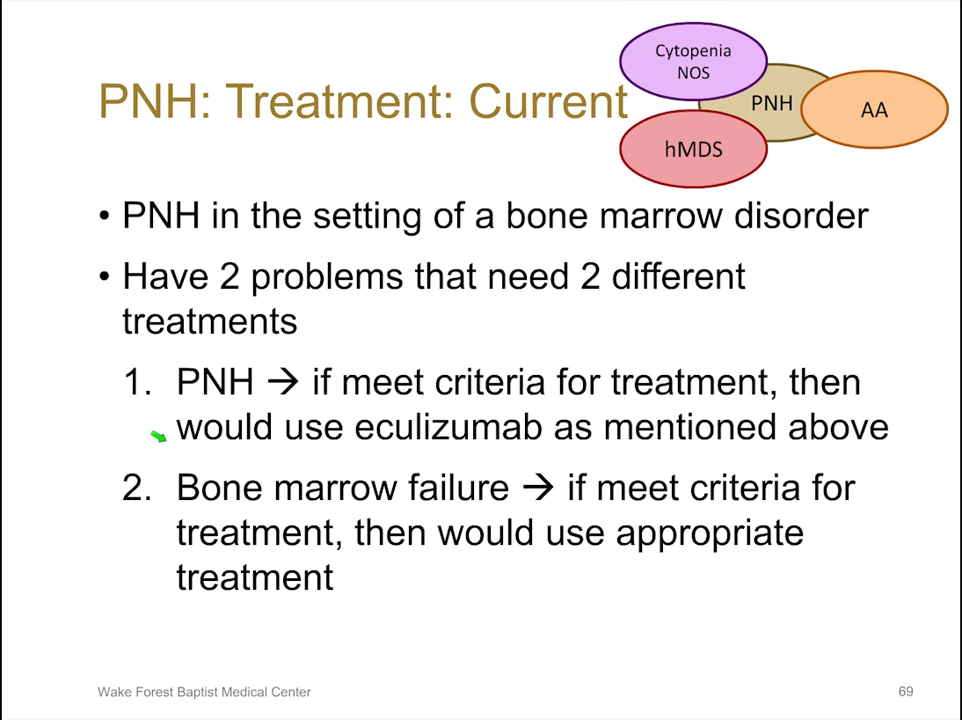 Cytopenia
NOS
PNH: Treatment: Current
PNH
AA
hMDS
• PNH in the setting of a bone marrow disorder
• Have 2 problems that need 2 different
treatments
1. PNH → if meet criteria for treatment, then
would use eculizumab as mentioned above
2. Bone marrow failure → if meet criteria for
treatment, then would use appropriate
treatment
Wake Forest Baptist Medical Center
69